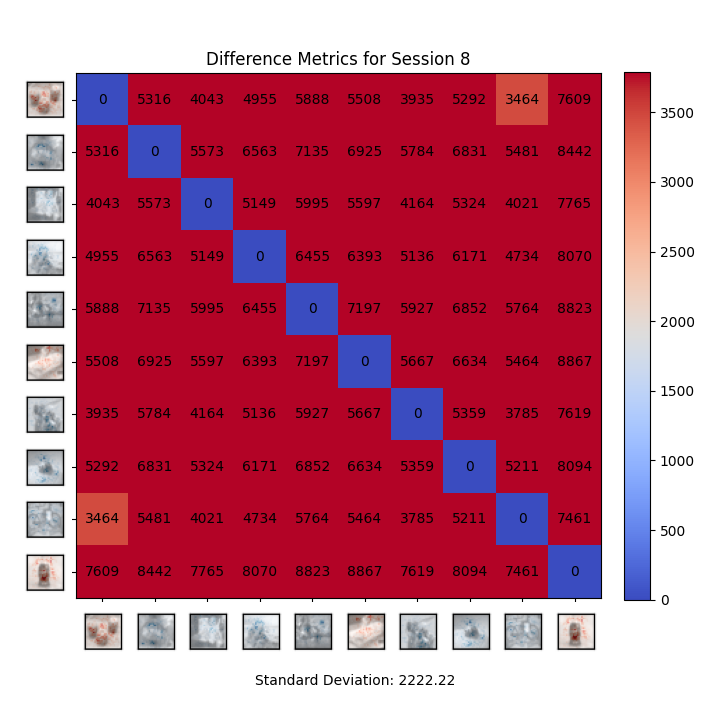 Difference Metrics for Session 8
0 5316 4043 4955 5888 5508 3935 5292 3464 7609
5316 0 5573 6563 7135 6925 5784 6831 5481 8442
4043 5573 0 5149 5995 5597 4164 5324 4021 7765
4955 6563 5149 0 6455 6393 5136 6171 4734 8070
5888 7135 5995 6455 0 7197 5927 6852 5764 8823
5508 6925 5597 6393 7197 0 5667 6634 5464 8867
3935 5784 4164 5136 5927 5667 0 5359 3785 7619
5292 6831 5324 6171 6852 6634 5359 0 5211 8094
3464 5481 4021 4734 5764 5464 3785 5211 0 7461
7609 8442 7765 8070 8823 8867 7619 8094 7461 0
3500
3000
2500
2000
1500
1000
500
0
Standard Deviation: 2222.22